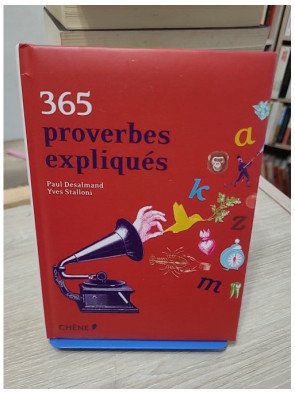 365
proverbes
expliqués
Paul Desalmand
Yves Stalloni
a
k
z
m
CHÊNE